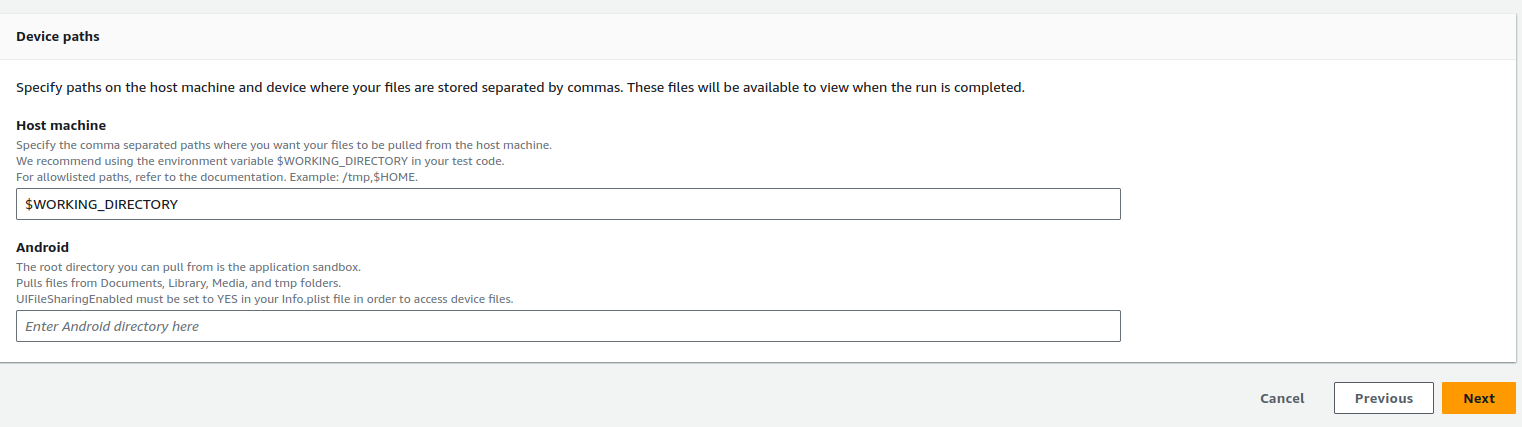 Device paths
Specify paths on the host machine and device where your files are stored separated by commas. These files will be available to view when the run is completed.
Host machine
Specify the comma separated paths where you want your files to be pulled from the host machine.
We recommend using the environment variable $WORKING_DIRECTORY in your test code.
For allowlisted paths, refer to the documentation. Example: /tmp,$HOME.
$WORKING_DIRECTORY
Android
The root directory you can pull from is the application sandbox.
Pulls files from Documents, Library, Media, and tmp folders.
UIFileSharingEnabled must be set to YES in your Info.plist file in order to access device files.
Enter Android directory here
Cancel Previous Next